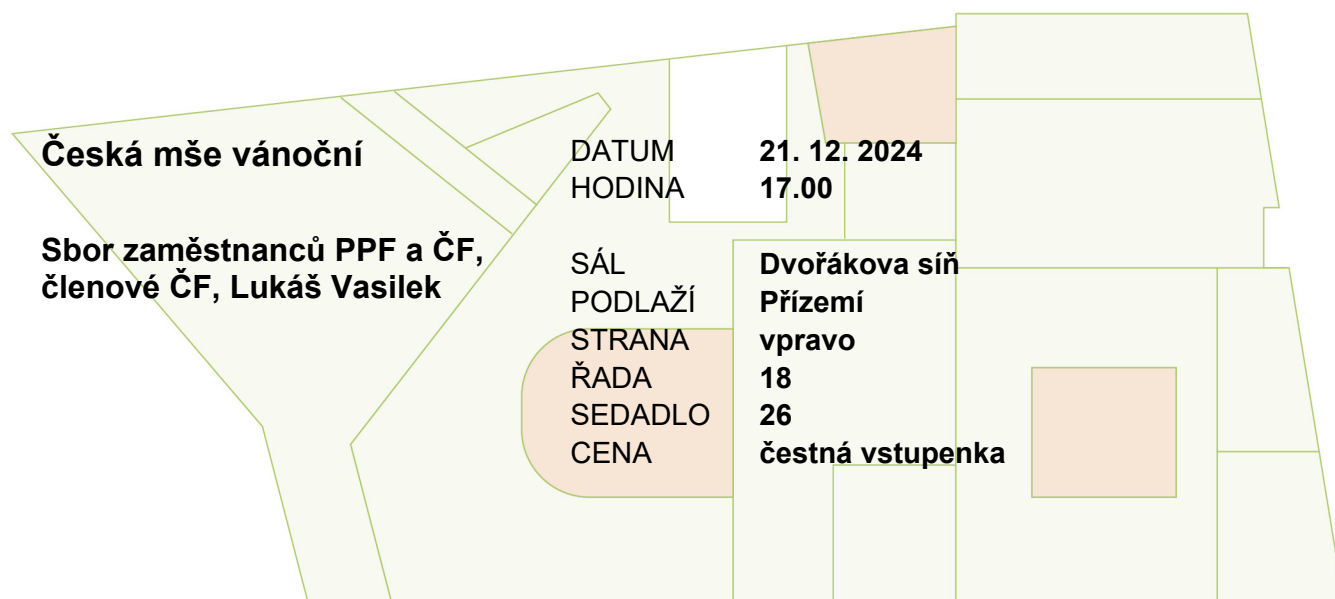 Česká mše vánoční
Sbor zaměstnanců PPF a ČF,
členové ČF, Lukáš Vasilek
DATUM 21. 12. 2024
HODINA 17.00
SÁL Dvořákova síň
PODLAŽÍ Přízemí
STRANA vpravo
ŘADA 18
SEDADLO 26
CENA čestná vstupenka